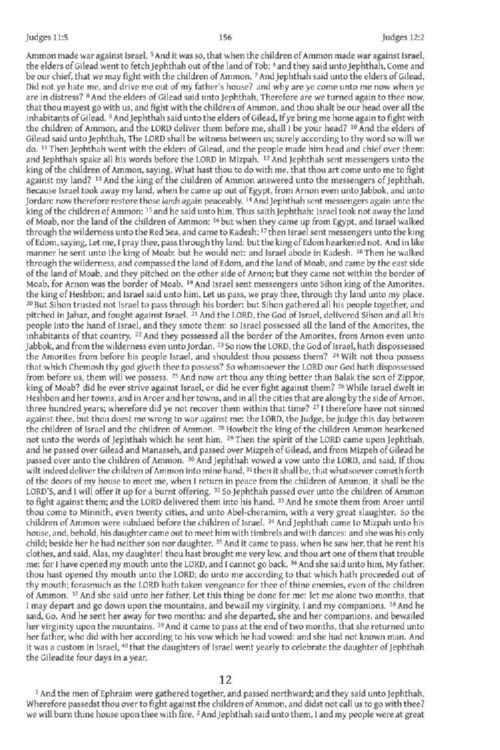 Judges 11:5 156 Judges 12:2
Ammon made war against Israel. 5 And it was so, that when the children of Ammon made war against Israel,
the elders of Gilead went to fetch Jephthah out of the land of Tob: 6 and they said unto Jephthah, Come and
be our chief, that we may fight with the children of Ammon. 7 And Jephthah said unto the elders of Gilead,
Did not ye hate me, and drive me out of my father's house? and why are ye come unto me now when ye
are in distress? 8 And the elders of Gilead said unto Jephthah, Therefore are we turned again to thee now,
that thou mayest go with us, and fight with the children of Ammon, and thou shalt be our head over all the
inhabitants of Gilead. 9 And Jephthah said unto the elders of Gilead, If ye bring me home again to fight with
the children of Ammon, and the LORD deliver them before me, shall I be your head? 10 And the elders of
Gilead said unto Jephthah, The LORD shall be witness between us; surely according to thy word so will we
do. 11 Then Jephthah went with the elders of Gilead, and the people made him head and chief over them:
and Jephthah spake all his words before the LORD in Mizpah. 12 And Jephthah sent messengers unto the
king of the children of Ammon, saying, What hast thou to do with me, that thou art come unto me to fight
against my land? 13 And the king of the children of Ammon answered unto the messengers of Jephthah,
Because Israel took away my land, when he came up out of Egypt, from Arnon even unto Jabbok, and unto
Jordan: now therefore restore those lands again peaceably. 14 And Jephthah sent messengers again unto the
king of the children of Ammon: 15 and he said unto him, Thus saith Jephthah: Israel took not away the land
of Moab, nor the land of the children of Ammon: 16 but when they came up from Egypt, and Israel walked
through the wilderness unto the Red Sea, and came to Kadesh; 17 then Israel sent messengers unto the king
of Edom, saying, Let me, I pray thee, pass through thy land: but the king of Edom hearkened not. And in like
manner he sent unto the king of Moab: but he would not: and Israel abode in Kadesh. 18 Then he walked
through the wilderness, and compassed the land of Edom, and the land of Moab, and came by the east side
of the land of Moab, and they pitched on the other side of Arnon; but they came not within the border of
Moab, for Arnon was the border of Moab. 19 And Israel sent messengers unto Sihon king of the Amorites,
the king of Heshbon; and Israel said unto him, Let us pass, we pray thee, through thy land unto my place.
20 But Sihon trusted not Israel to pass through his border: but Sihon gathered all his people together, and
pitched in Jahaz, and fought against Israel. 21 And the LORD, the God of Israel, delivered Sihon and all his
people into the hand of Israel, and they smote them: so Israel possessed all the land of the Amorites, the
inhabitants of that country. 22 And they possessed all the border of the Amorites, from Arnon even unto
Jabbok, and from the wilderness even unto Jordan. 23 So now the LORD, the God of Israel, hath dispossessed
the Amorites from before his people Israel, and shouldest thou possess them? 24 Wilt not thou possess
that which Chemosh thy god giveth thee to possess? So whomsoever the LORD our God hath dispossessed
from before us, them will we possess. 25 And now art thou any thing better than Balak the son of Zippor,
king of Moab? did he ever strive against Israel, or did he ever fight against them? 26 While Israel dwelt in
Heshbon and her towns, and in Aroer and her towns, and in all the cities that are along by the side of Arnon,
three hundred years; wherefore did ye not recover them within that time? 27 I therefore have not sinned
against thee, but thou doest me wrong to war against me: the LORD, the Judge, be judge this day between
the children of Israel and the children of Ammon. 28 Howbeit the king of the children of Ammon hearkened
not unto the words of Jephthah which he sent him. 29 Then the spirit of the LORD came upon Jephthah,
and he passed over Gilead and Manasseh, and passed over Mizpeh of Gilead, and from Mizpeh of Gilead he
passed over unto the children of Ammon. 30 And Jephthah vowed a vow unto the LORD, and said, If thou
wilt indeed deliver the children of Ammon into mine hand, 31 then it shall be, that whatsoever cometh forth
of the doors of my house to meet me, when I return in peace from the children of Ammon, it shall be the
LORD'S, and I will offer it up for a burnt offering. 32 So Jephthah passed over unto the children of Ammon
to fight against them; and the LORD delivered them into his hand. 33 And he smote them from Aroer until
thou come to Minnith, even twenty cities, and unto Abel-cheramim, with a very great slaughter. So the
children of Ammon were subdued before the children of Israel. 34 And Jephthah came to Mizpah unto his
house, and, behold, his daughter came out to meet him with timbrels and with dances: and she was his only
child; beside her he had neither son nor daughter. 35 And it came to pass, when he saw her, that he rent his
clothes, and said, Alas, my daughter! thou hast brought me very low, and thou art one of them that trouble
me: for I have opened my mouth unto the LORD, and I cannot go back. 36 And she said unto him, My father,
thou hast opened thy mouth unto the LORD; do unto me according to that which hath proceeded out of
thy mouth; forasmuch as the LORD hath taken vengeance for thee of thine enemies, even of the children
of Ammon. 37 And she said unto her father, Let this thing be done for me: let me alone two months, that
I may depart and go down upon the mountains, and bewail my virginity, I and my companions. 38 And he
said, Go. And he sent her away for two months: and she departed, she and her companions, and bewailed
her virginity upon the mountains. 39 And it came to pass at the end of two months, that she returned unto
her father, who did with her according to his vow which he had vowed: and she had not known man. And
it was a custom in Israel, 40 that the daughters of Israel went yearly to celebrate the daughter of Jephthah
the Gileadite four days in a year.
12
1 And the men of Ephraim were gathered together, and passed northward; and they said unto Jephthah,
Wherefore passedst thou over to fight against the children of Ammon, and didst not call us to go with thee?
we will burn thine house upon thee with fire. 2 And Jephthah said unto them, I and my people were at great